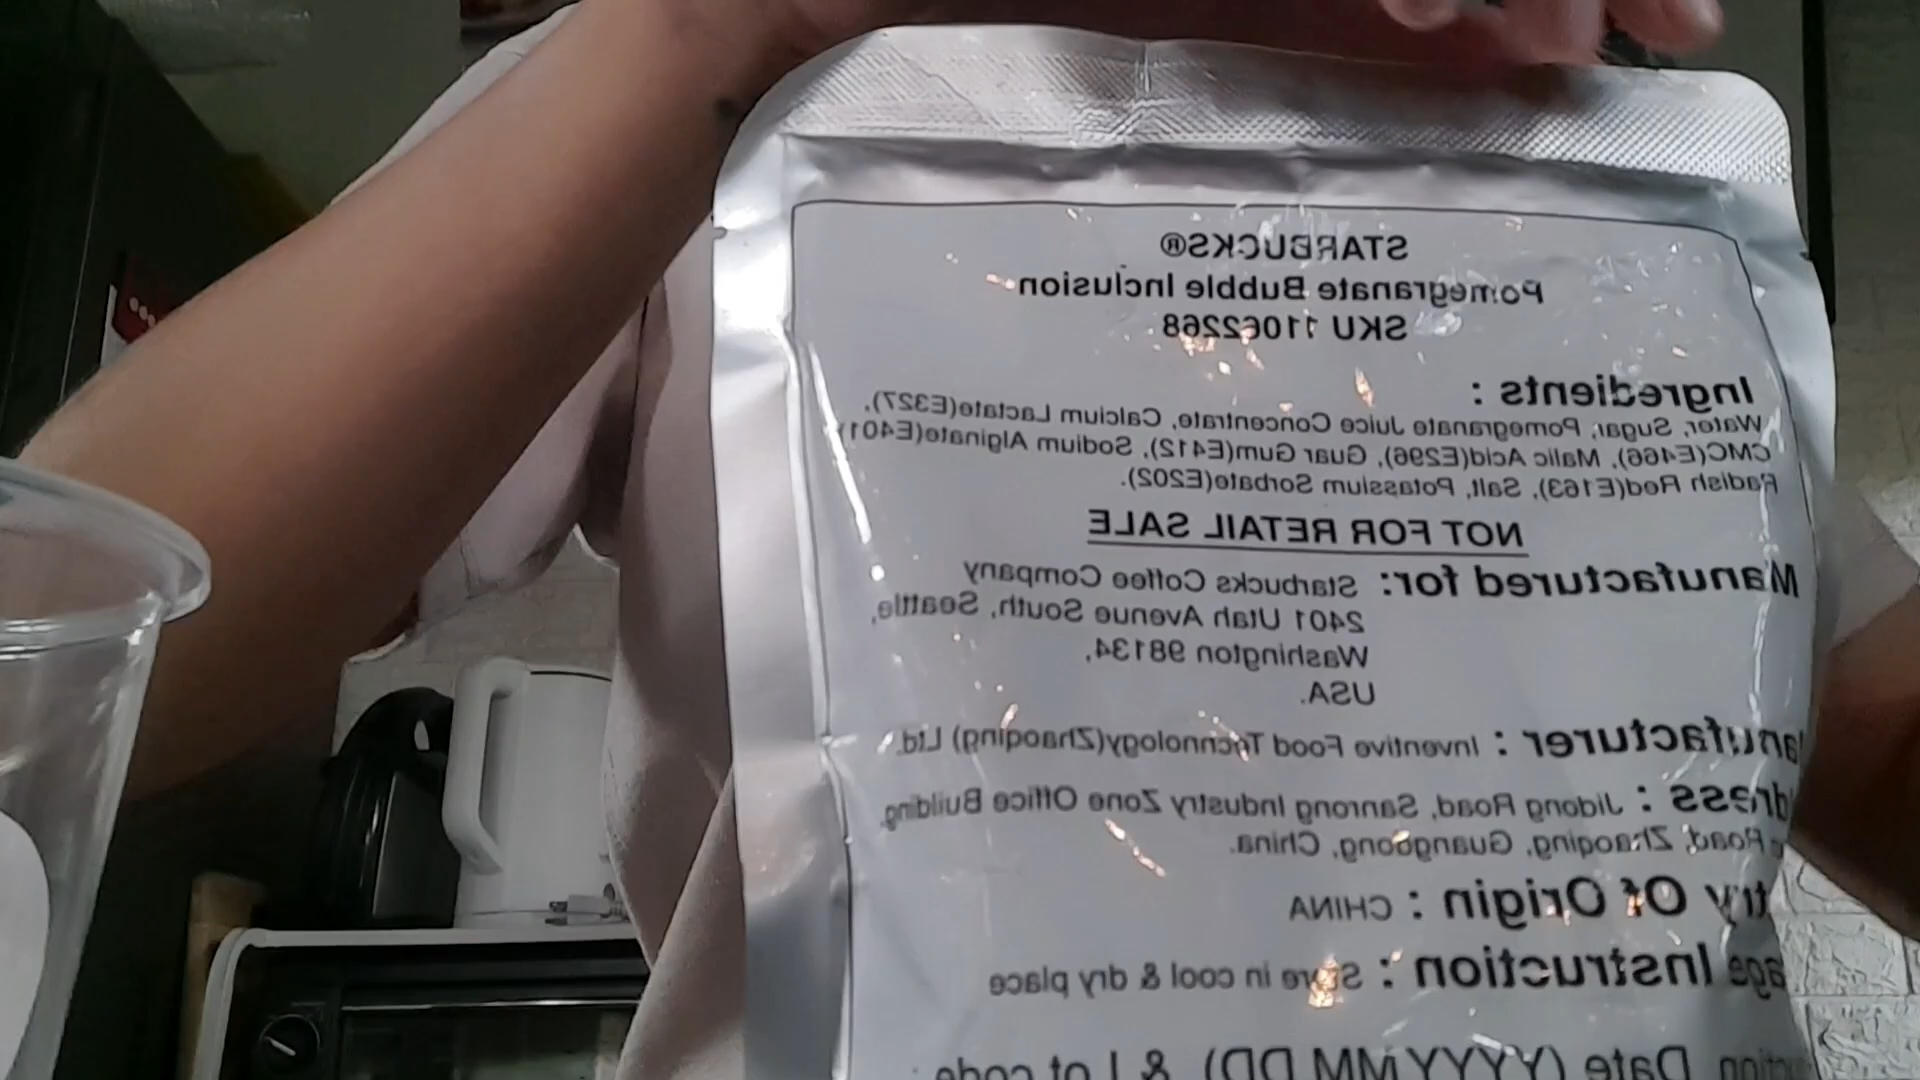 STARBUCKS®
Pomegranate Bubble Inclusion
SKU 11062268
Ingredients :
Water, Sugar, Pomegranate Juice Concentrate, Calcium Lactate(E327),
CMC(E466), Malic Acid(E296), Guar Gum(E412), Sodium Alginate(E401)
Radish Red(E163), Salt, Potassium Sorbate(E202).
NOT FOR RETAIL SALE
Manufactured for: Starbucks Coffee Company
2401 Utah Avenue South, Seattle,
Washington 98134,
USA.
anufacturer : Inventive Food Technology(Zhaoqing) Ltd.
dress : Jidong Road, Sanrong Industry Zone Office Building,
Road, Zhaoqing, Guangdong, China.
try Of Origin : CHINA
age Instruction : Store in cool & dry place
ction Date (YYYY MM DD) & Lot code :